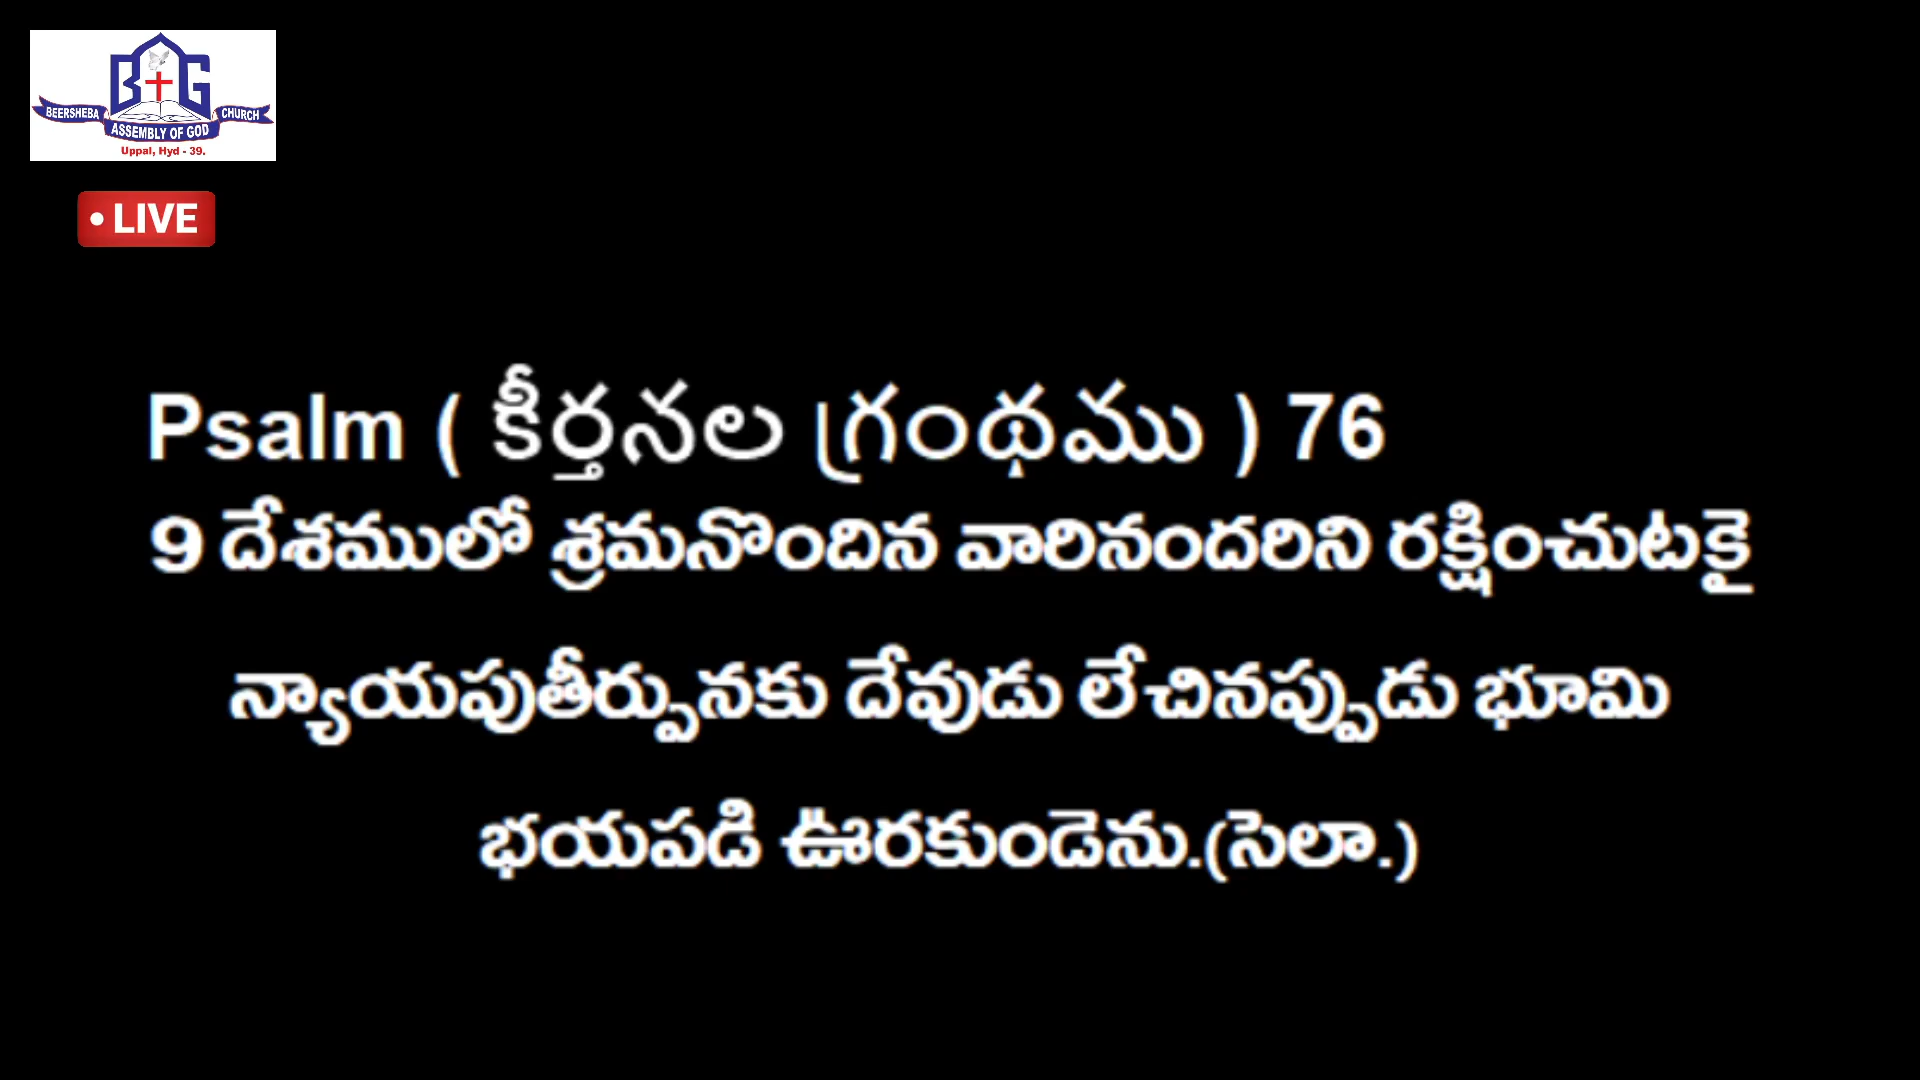 B G
BEERSHEBA
CHURCH
ASSEMBLY OF GOD
Uppal, Hyd - 39.
• LIVE
Psalm ( కీర్తనల గ్రంథము ) 76
9 దేశములో శ్రమనొందిన వారినందరిని రక్షించుటకై
న్యాయపుతీర్పునకు దేవుడు లేచినప్పుడు భూమి
భయపడి ఊరకుండెను.(సెలా.)